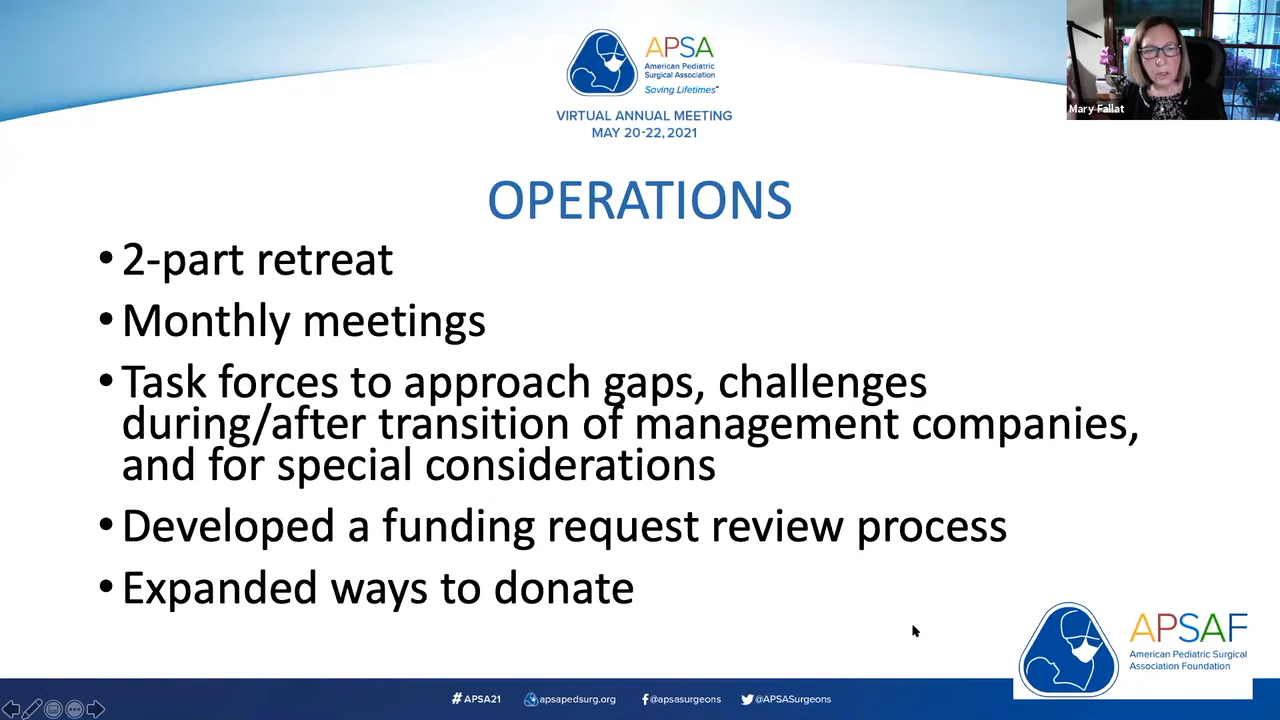 APSA
American Pediatric
Surgical Association
Saving Lifetimes™
VIRTUAL ANNUAL MEETING
MAY 20-22, 2021
Mary Fallat
OPERATIONS
• 2-part retreat
• Monthly meetings
• Task forces to approach gaps, challenges
during/after transition of management companies,
and for special considerations
• Developed a funding request review process
• Expanded ways to donate
APSAF
American Pediatric Surgical
Association Foundation
#APSA21
apsapedsurg.org
@apsasurgeons
@APSASurgeons